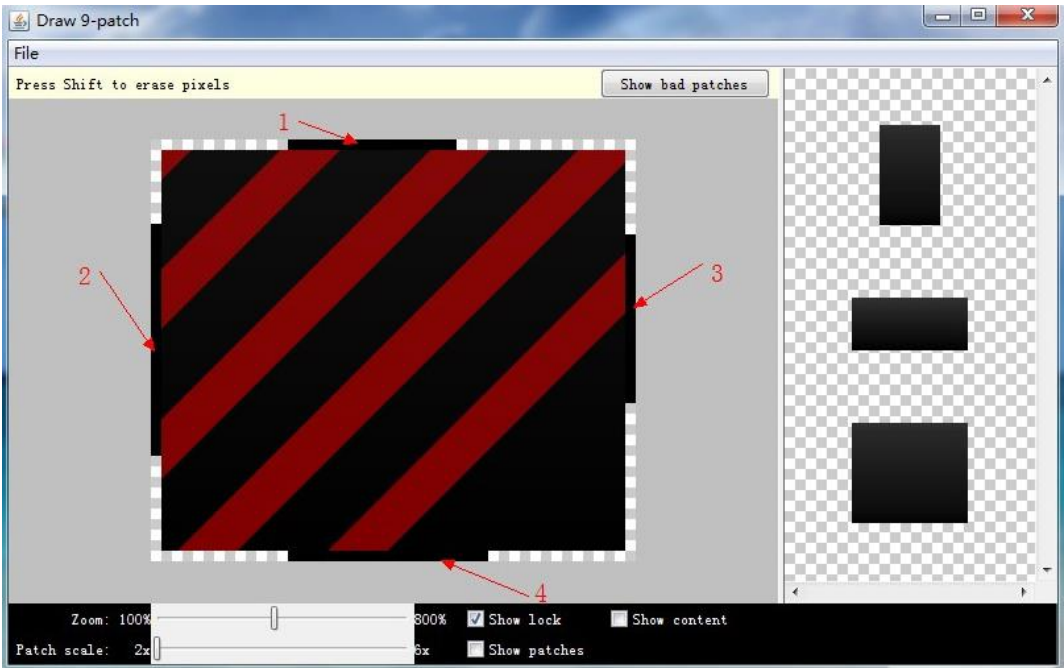 Draw 9-patch
File
Press Shift to erase pixels
Show bad patches
1
2
3
4
Zoom: 100% 800% Show lock Show content
Patch scale: 2x 6x Show patches